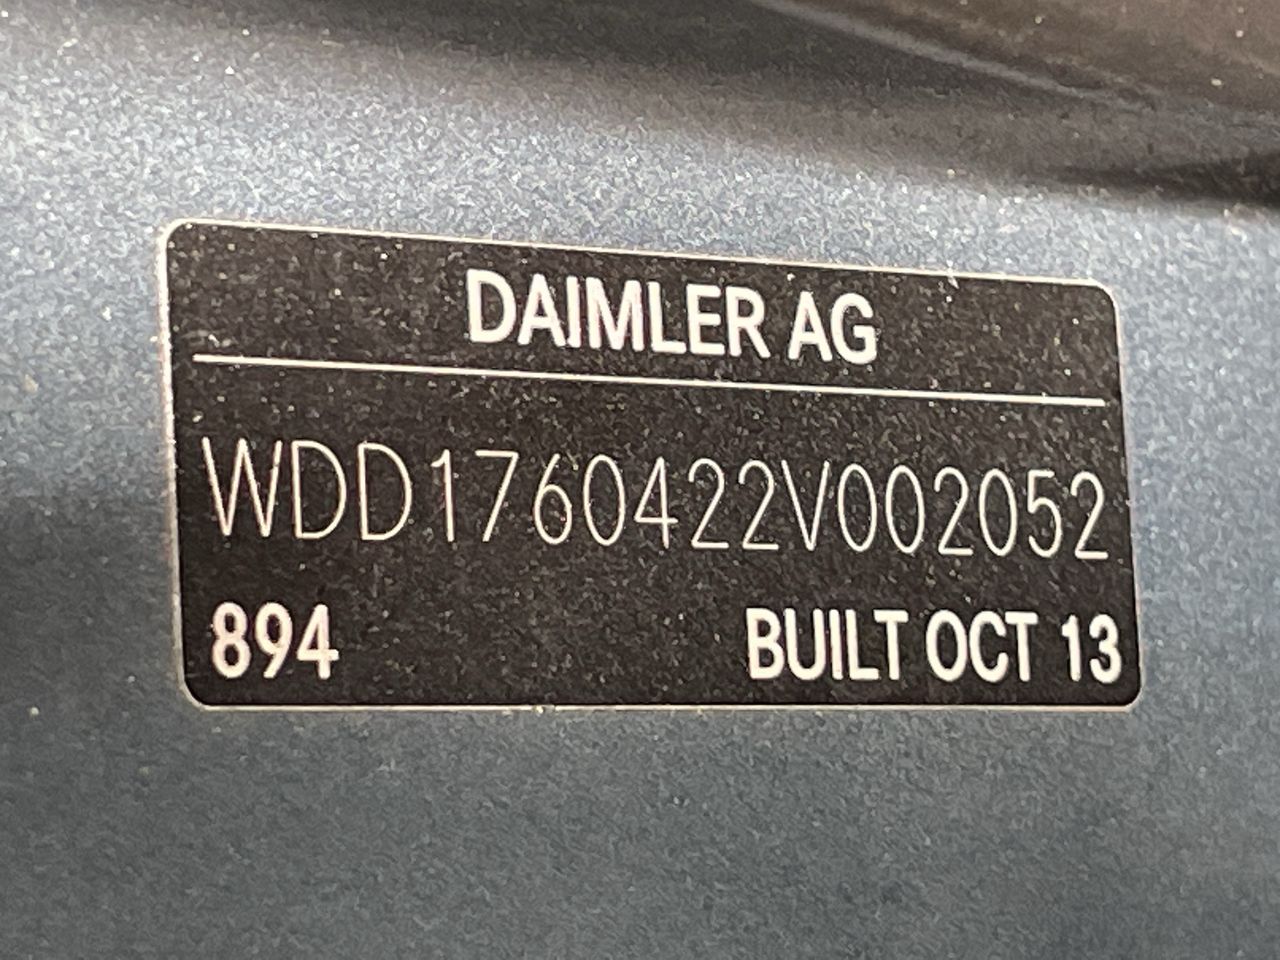 DAIMLER AG
WDD1760422V002052
894
BUILT OCT 13